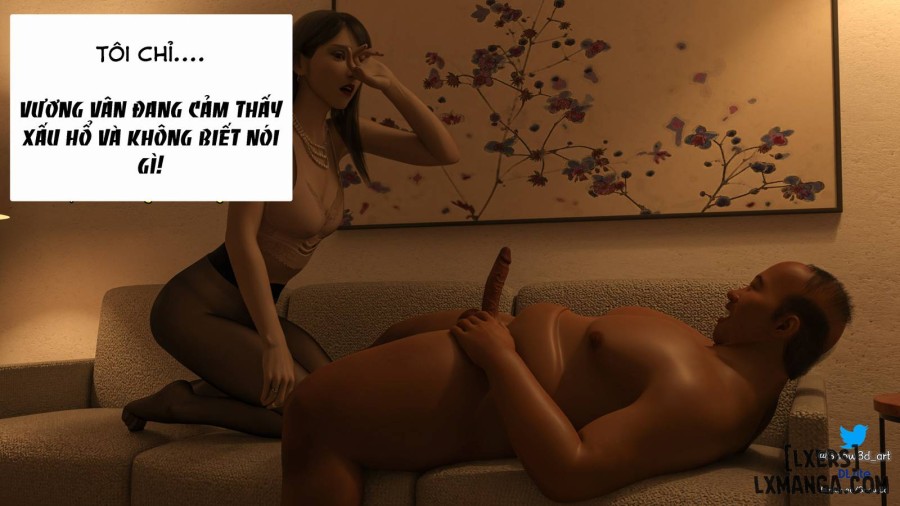 TÔI CHỈ....
VƯƠNG VÂN ĐANG CẢM THẤY
XẤU HỔ VÀ KHÔNG BIẾT NÓI
GÌ!
[LXERS]
LXMANGA.COM